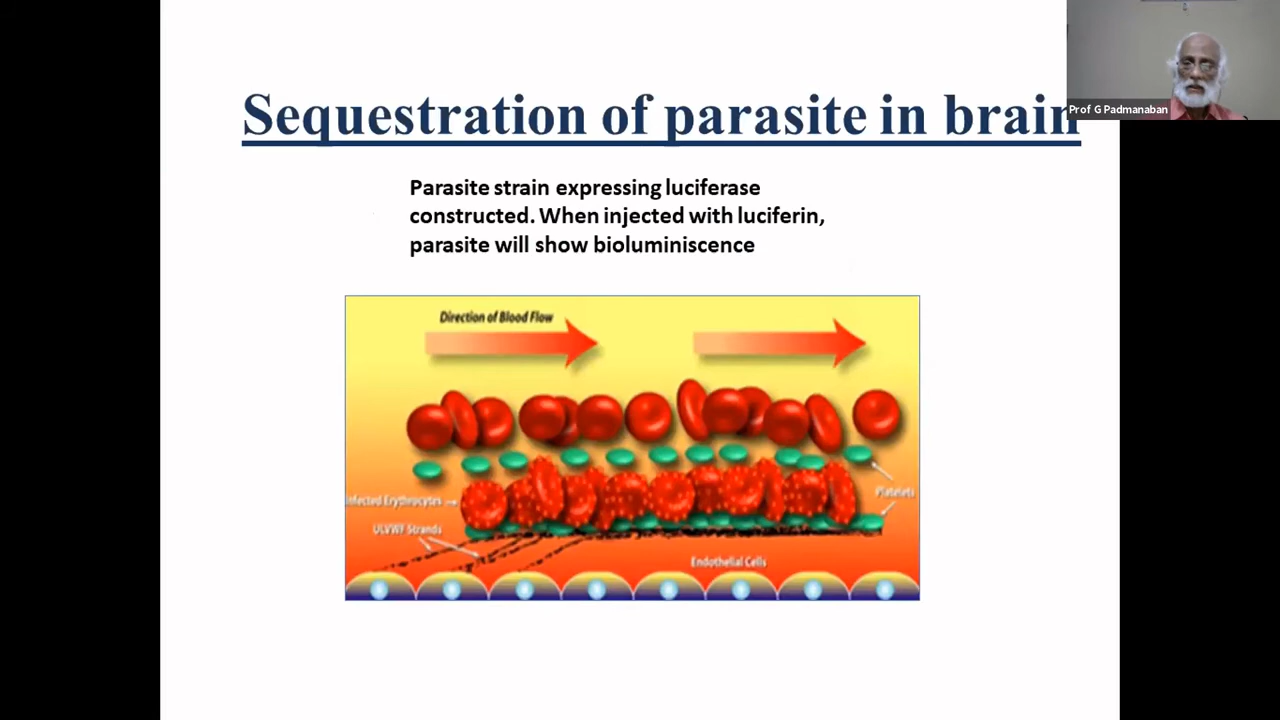 Sequestration of parasite in brain
Prof G Padmanaban
Parasite strain expressing luciferase
constructed. When injected with luciferin,
parasite will show bioluminiscence
Direction of Blood Flow
Infected Erythrocytes
Platelets
ULVWF Strands
Endothelial Cells